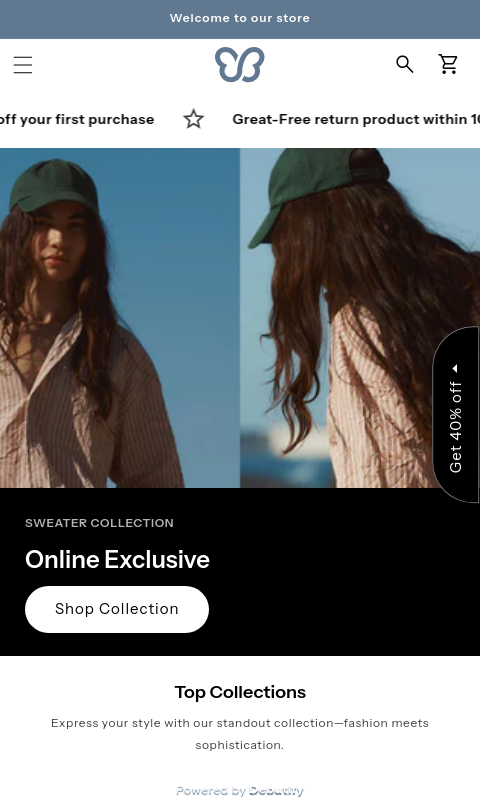 Welcome to our store
off your first purchase
Great-Free return product within 10
Get 40% off
SWEATER COLLECTION
Online Exclusive
Shop Collection
Top Collections
Express your style with our standout collection—fashion meets
sophistication.
Powered by Debutify